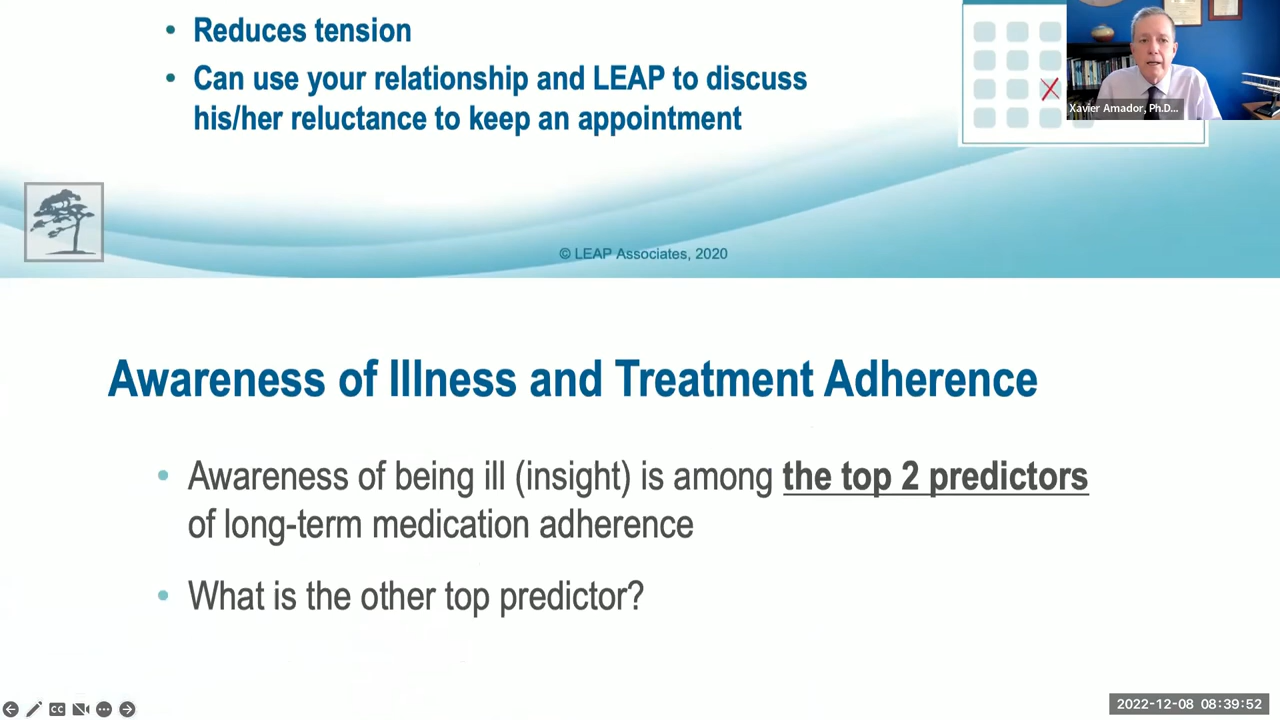 • Reduces tension
• Can use your relationship and LEAP to discuss
his/her reluctance to keep an appointment
Xavier Amador, Ph.D...
© LEAP Associates, 2020
Awareness of Illness and Treatment Adherence
• Awareness of being ill (insight) is among the top 2 predictors
of long-term medication adherence
• What is the other top predictor?
CC
2022-12-08 08:39:52